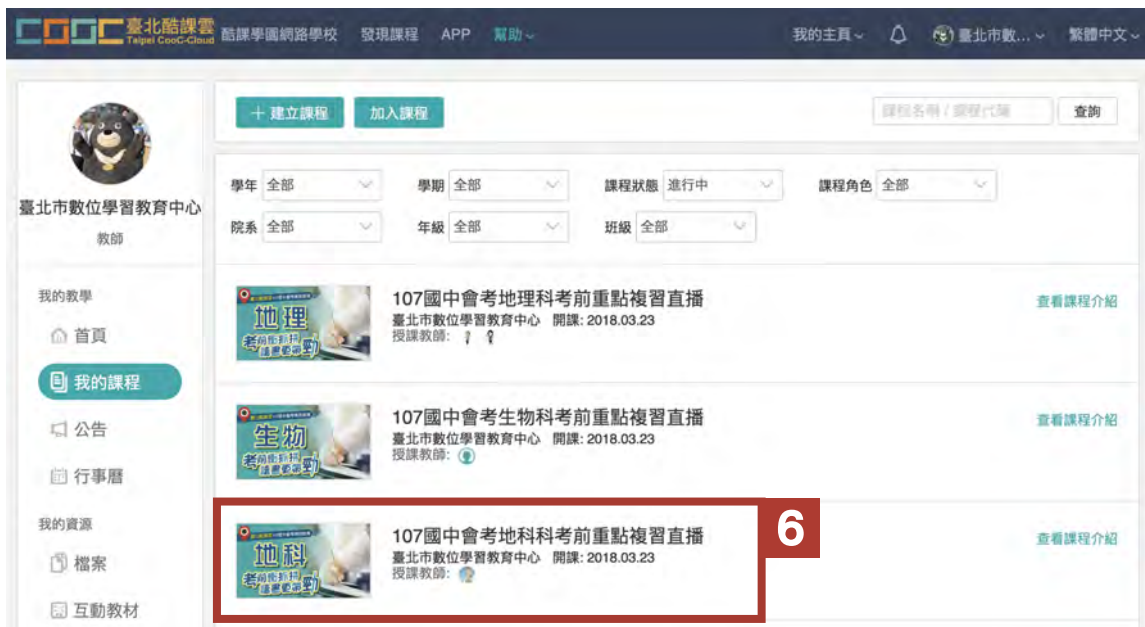 COOC 臺北酷課雲 Taipei CooC-Cloud 酷課學園網路學校 發現課程 APP 幫助 我的主頁 臺北市數... 繁體中文
臺北市數位學習教育中心
教師
我的教學
首頁
我的課程
公告
行事曆
我的資源
檔案
互動教材
+ 建立課程 加入課程 課程名稱 / 課程代碼 查詢
學年 全部 學期 全部 課程狀態 進行中 課程角色 全部
院系 全部 年級 全部 班級 全部
地理
107國中會考地理科考前重點複習直播 查看課程介紹
臺北市數位學習教育中心 開課: 2018.03.23
授課教師:
生物
107國中會考生物科考前重點複習直播 查看課程介紹
臺北市數位學習教育中心 開課: 2018.03.23
授課教師:
地科
107國中會考地科科考前重點複習直播 6 查看課程介紹
臺北市數位學習教育中心 開課: 2018.03.23
授課教師: